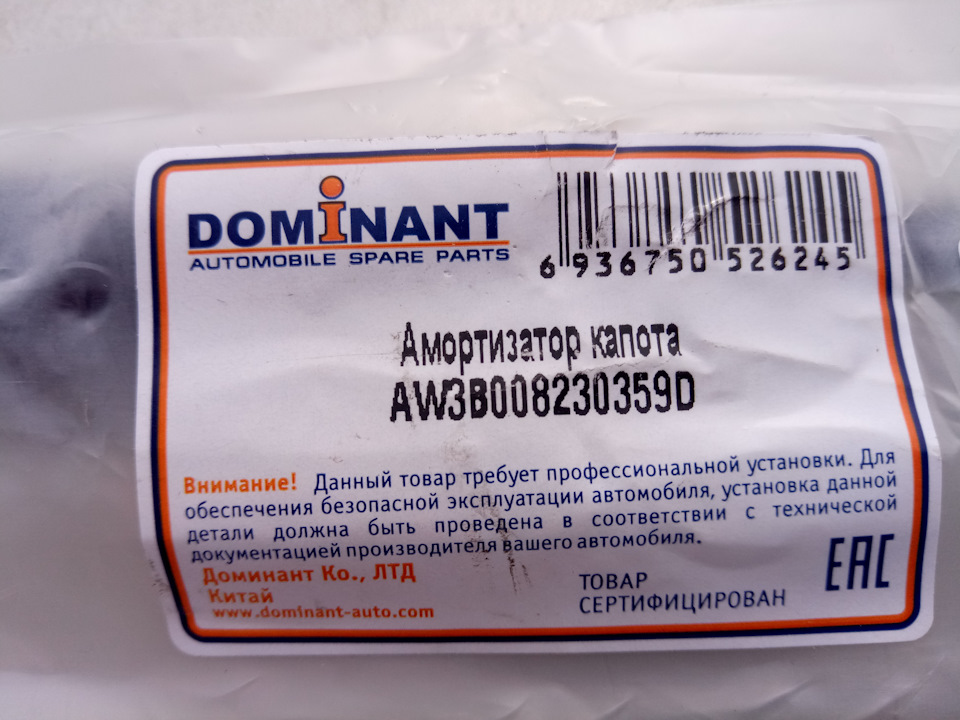 DOMiNANT
AUTOMOBILE SPARE PARTS
6 936750 526245
Амортизатор капота
AW3B008230359D
Внимание! Данный товар требует профессиональной установки. Для
обеспечения безопасной эксплуатации автомобиля, установка данной
детали должна быть проведена в соответствии с технической
документацией производителя вашего автомобиля.
Доминант Ко., ЛТД
Китай
www.dominant-auto.com
ТОВАР
СЕРТИФИЦИРОВАН
EAC